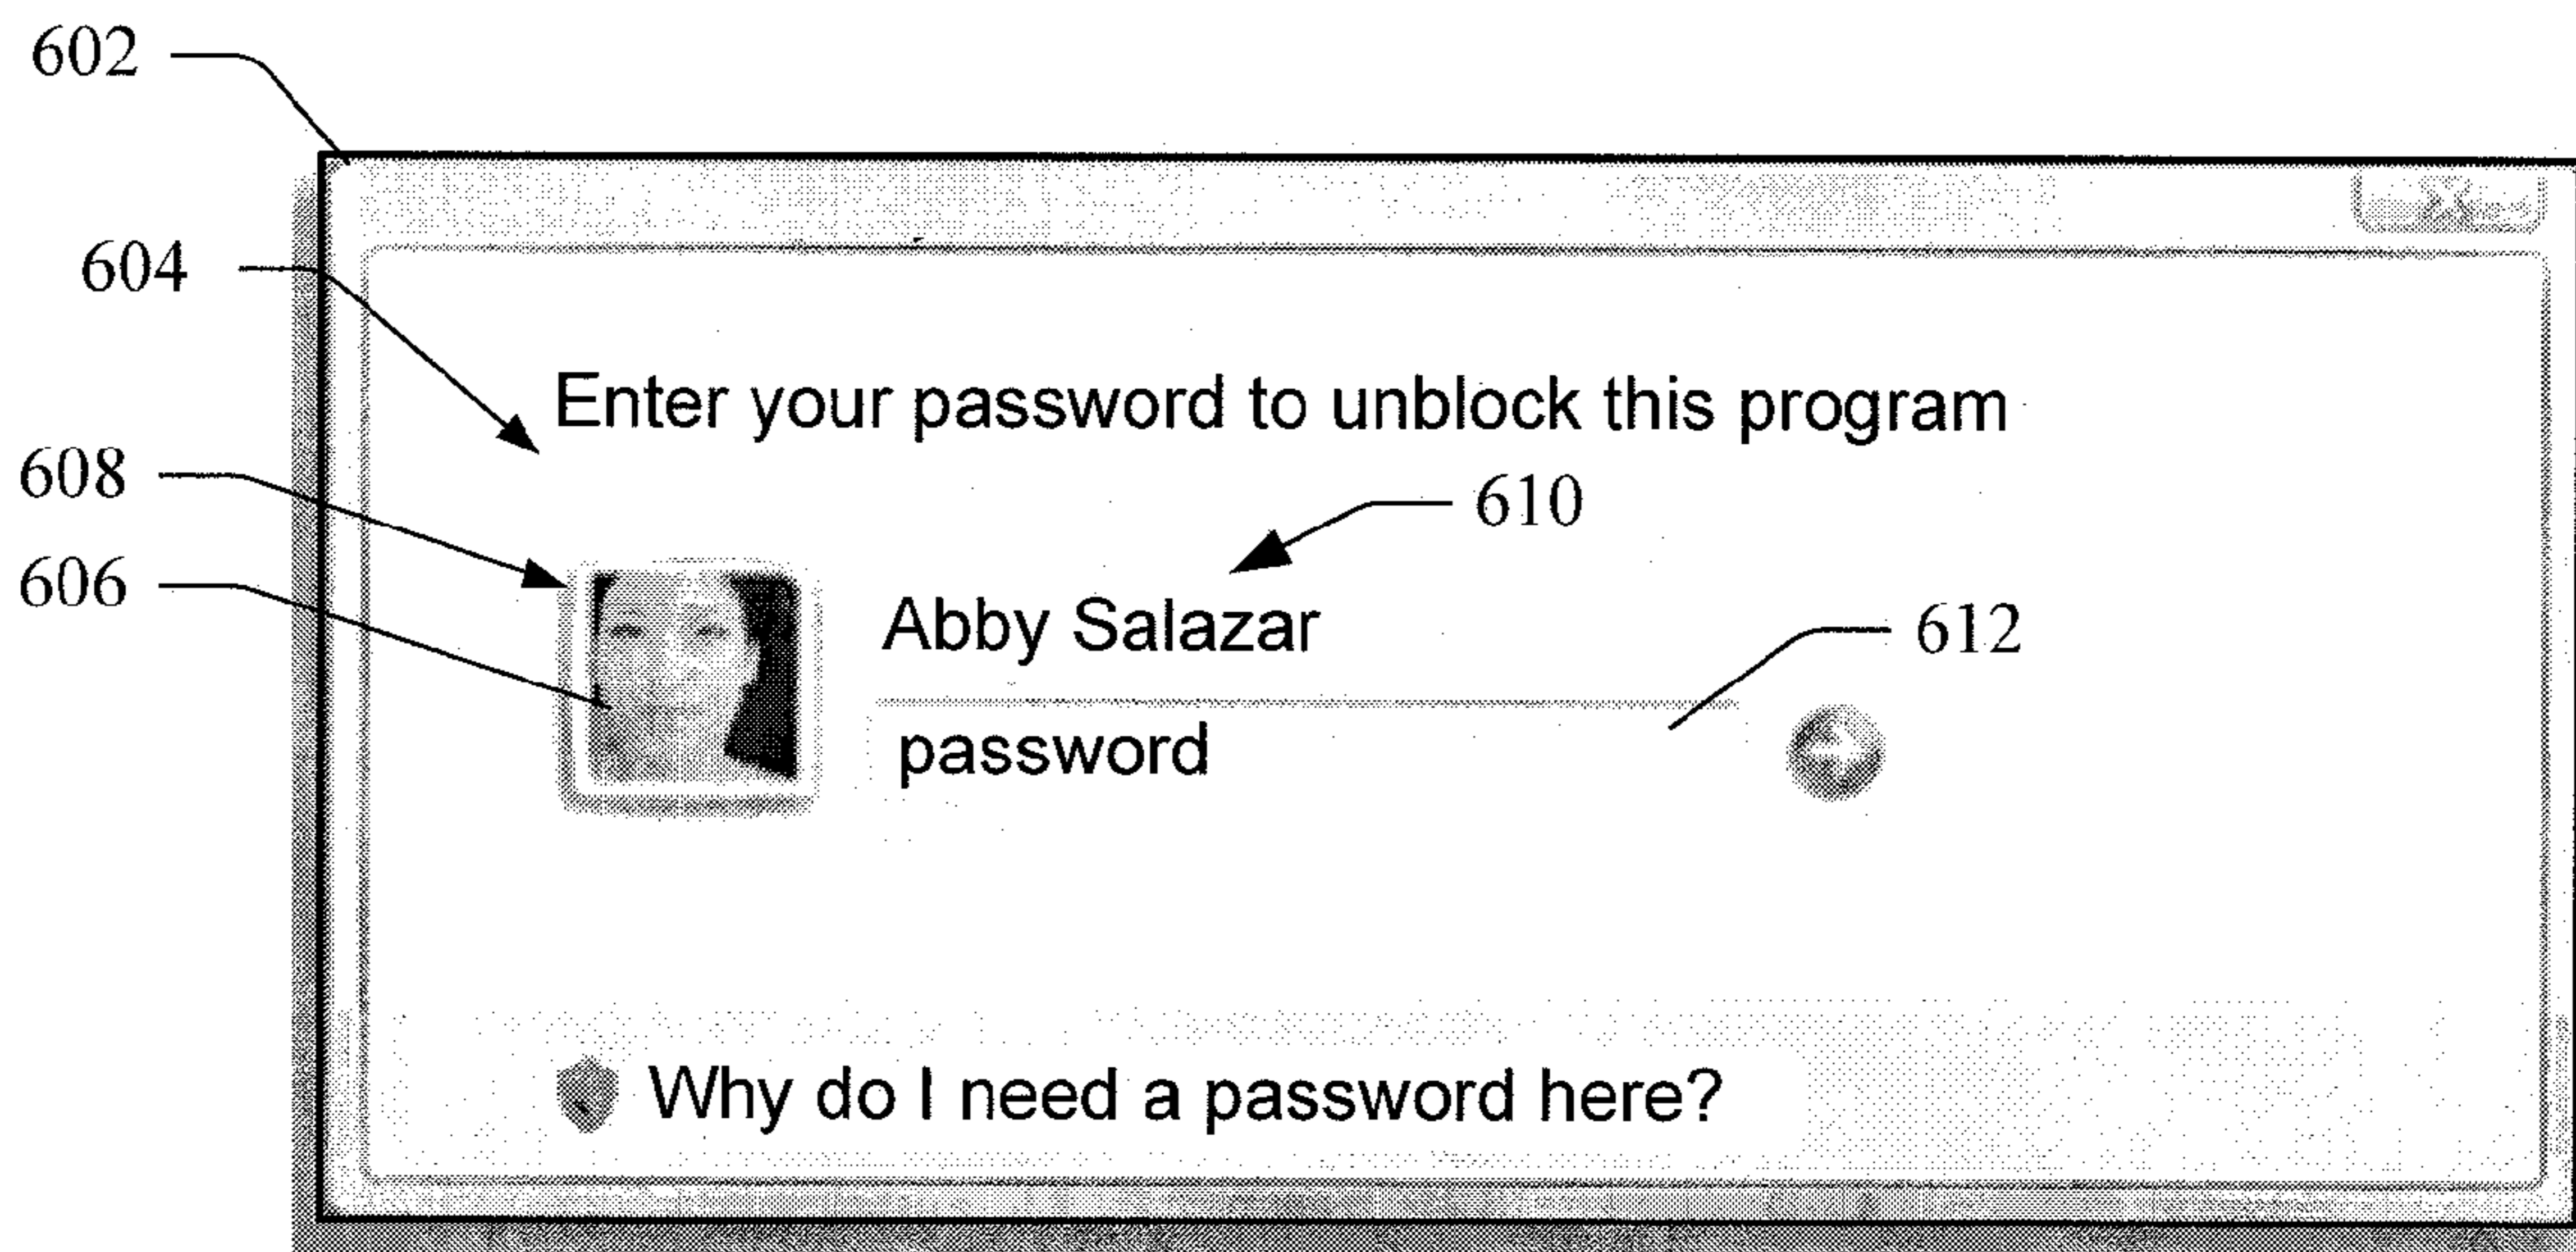 602
604
Enter your password to unblock this program
608
610
606
Abby Salazar
612
password
Why do I need a password here?